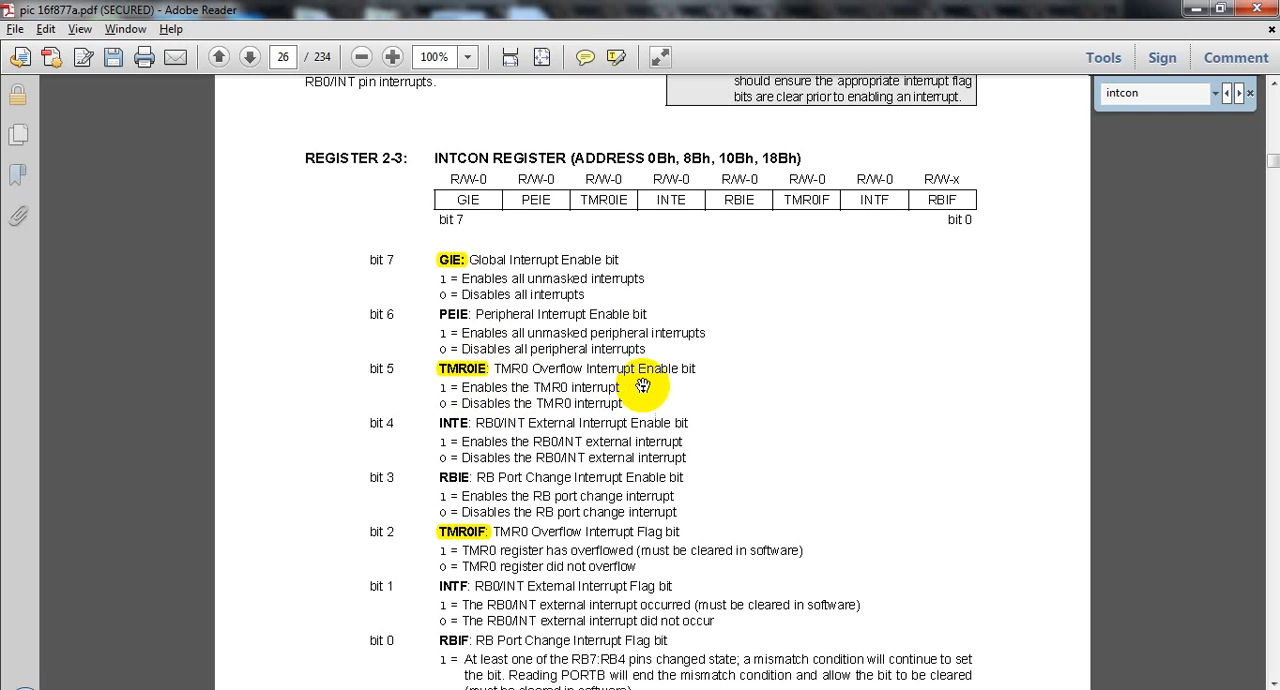 pic 16f877a.pdf (SECURED) - Adobe Reader
File Edit View Window Help
26 / 234 100% Tools Sign Comment
intcon
RB0/INT pin interrupts.
should ensure the appropriate interrupt flag
bits are clear prior to enabling an interrupt.
REGISTER 2-3: INTCON REGISTER (ADDRESS 0Bh, 8Bh, 10Bh, 18Bh)
R/W-0 R/W-0 R/W-0 R/W-0 R/W-0 R/W-0 R/W-0 R/W-x
GIE PEIE TMR0IE INTE RBIE TMR0IF INTF RBIF
bit 7 bit 0
bit 7 GIE: Global Interrupt Enable bit
1 = Enables all unmasked interrupts
0 = Disables all interrupts
bit 6 PEIE: Peripheral Interrupt Enable bit
1 = Enables all unmasked peripheral interrupts
0 = Disables all peripheral interrupts
bit 5 TMR0IE: TMR0 Overflow Interrupt Enable bit
1 = Enables the TMR0 interrupt
0 = Disables the TMR0 interrupt
bit 4 INTE: RB0/INT External Interrupt Enable bit
1 = Enables the RB0/INT external interrupt
0 = Disables the RB0/INT external interrupt
bit 3 RBIE: RB Port Change Interrupt Enable bit
1 = Enables the RB port change interrupt
0 = Disables the RB port change interrupt
bit 2 TMR0IF: TMR0 Overflow Interrupt Flag bit
1 = TMR0 register has overflowed (must be cleared in software)
0 = TMR0 register did not overflow
bit 1 INTF: RB0/INT External Interrupt Flag bit
1 = The RB0/INT external interrupt occurred (must be cleared in software)
0 = The RB0/INT external interrupt did not occur
bit 0 RBIF: RB Port Change Interrupt Flag bit
1 = At least one of the RB7:RB4 pins changed state; a mismatch condition will continue to set
the bit. Reading PORTB will end the mismatch condition and allow the bit to be cleared
(must be cleared in software).